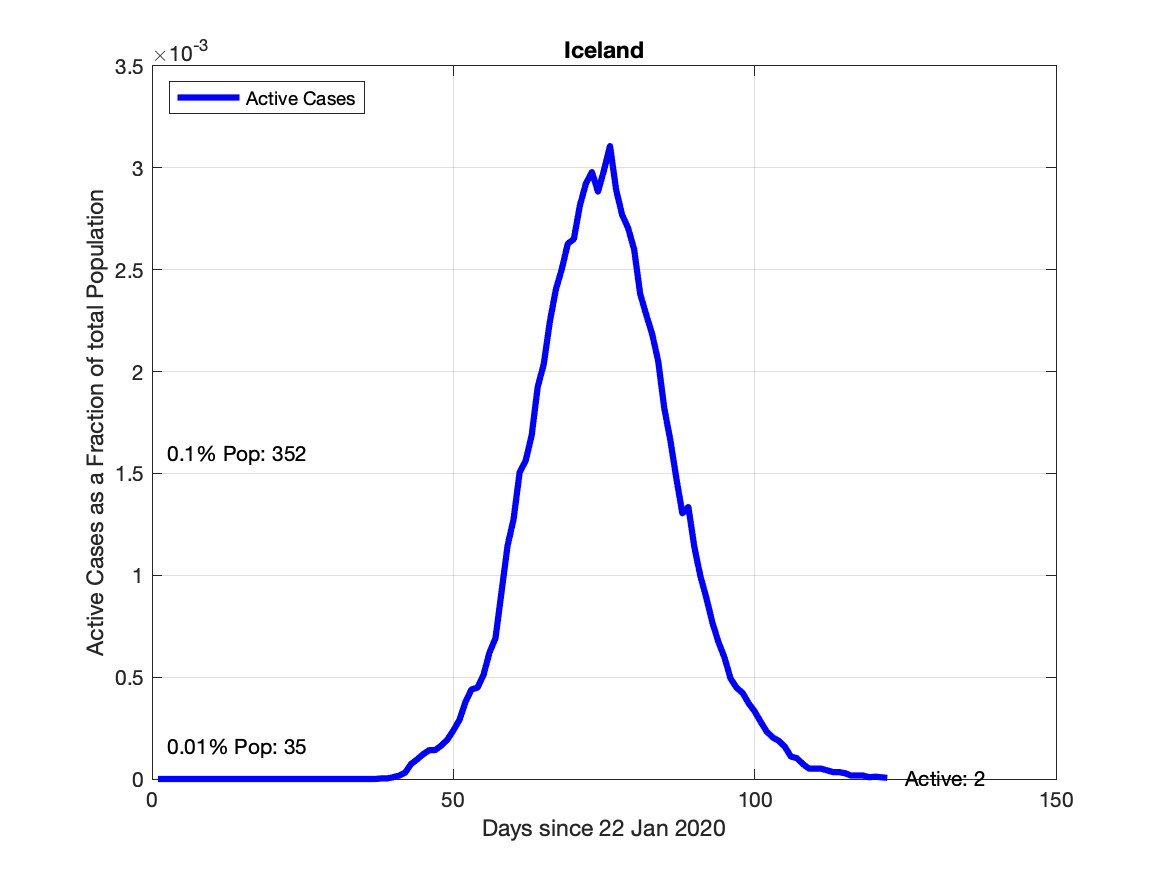 Iceland
×10-3
3.5
3
2.5
2
1.5
1
0.5
0
Active Cases as a Fraction of total Population
Active Cases
0.1% Pop: 352
0.01% Pop: 35
Active: 2
0
50
100
150
Days since 22 Jan 2020